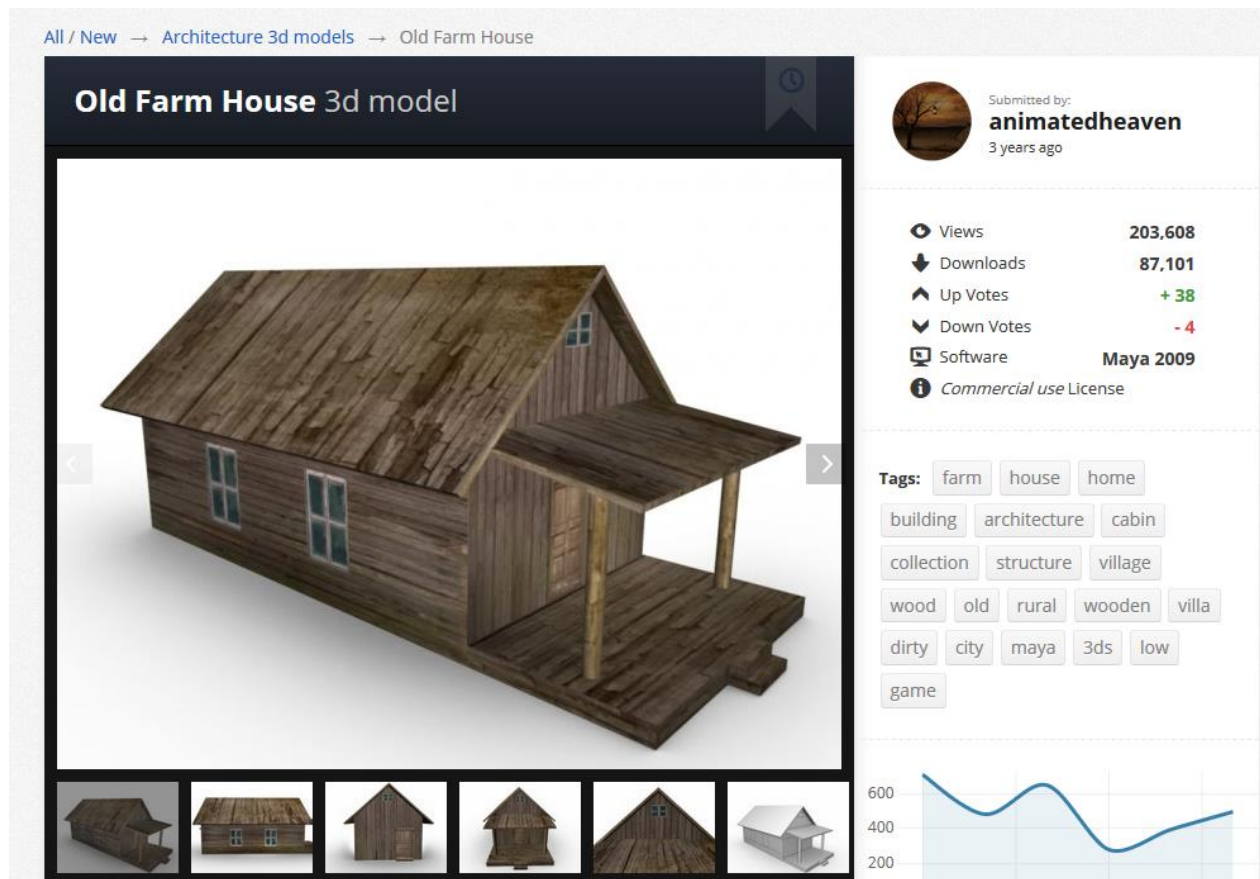 All / New → Architecture 3d models → Old Farm House
Old Farm House 3d model
Submitted by:
animatedheaven
3 years ago
Views 203,608
Downloads 87,101
Up Votes + 38
Down Votes - 4
Software Maya 2009
Commercial use License
Tags: farm house home
building architecture cabin
collection structure village
wood old rural wooden villa
dirty city maya 3ds low
game
600
400
200